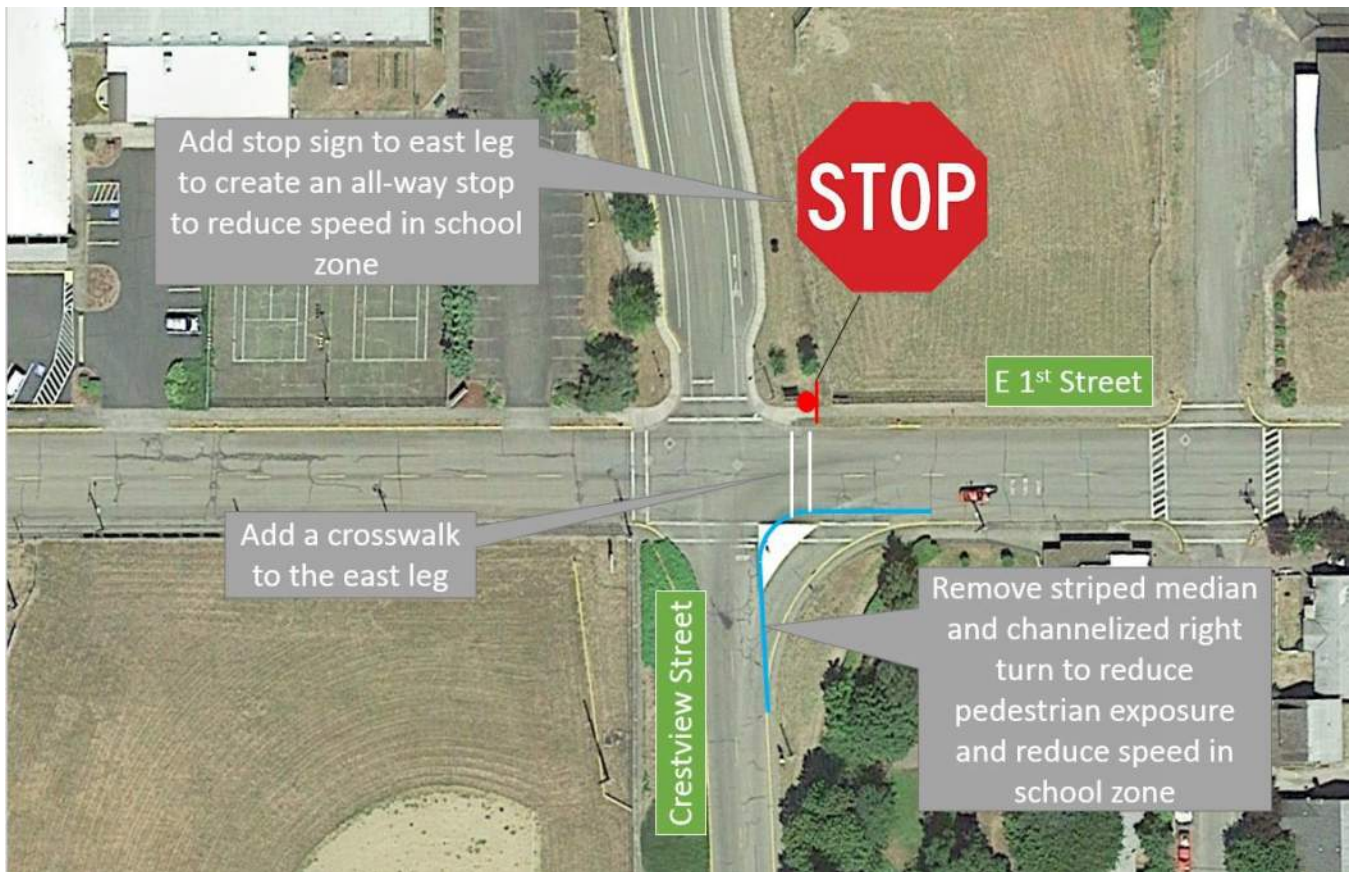 Add stop sign to east leg
to create an all-way stop
to reduce speed in school
zone
STOP
E 1st Street
Add a crosswalk
to the east leg
Crestview Street
Remove striped median
and channelized right
turn to reduce
pedestrian exposure
and reduce speed in
school zone